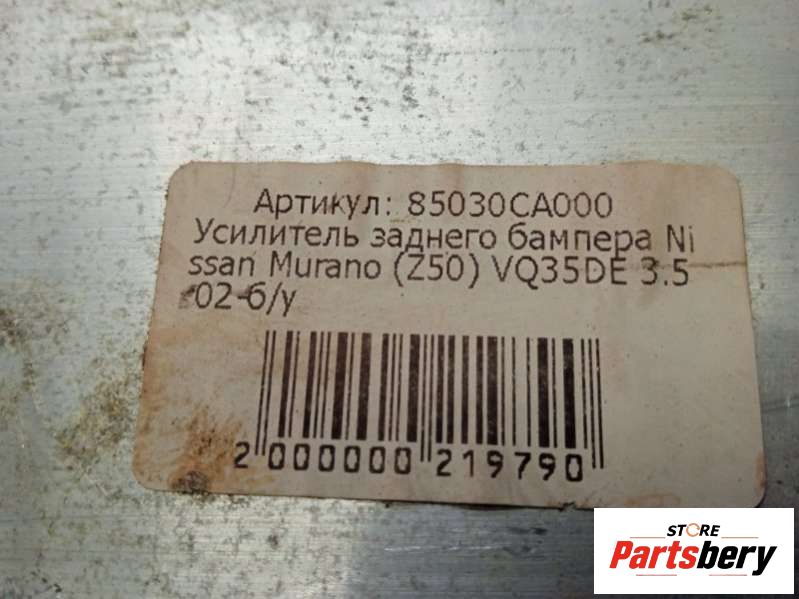 Артикул: 85030CA000
Усилитель заднего бампера Ni
ssan Murano (Z50) VQ35DE 3.5
02-б/у
2 000000 219790
STORE
Partsbery